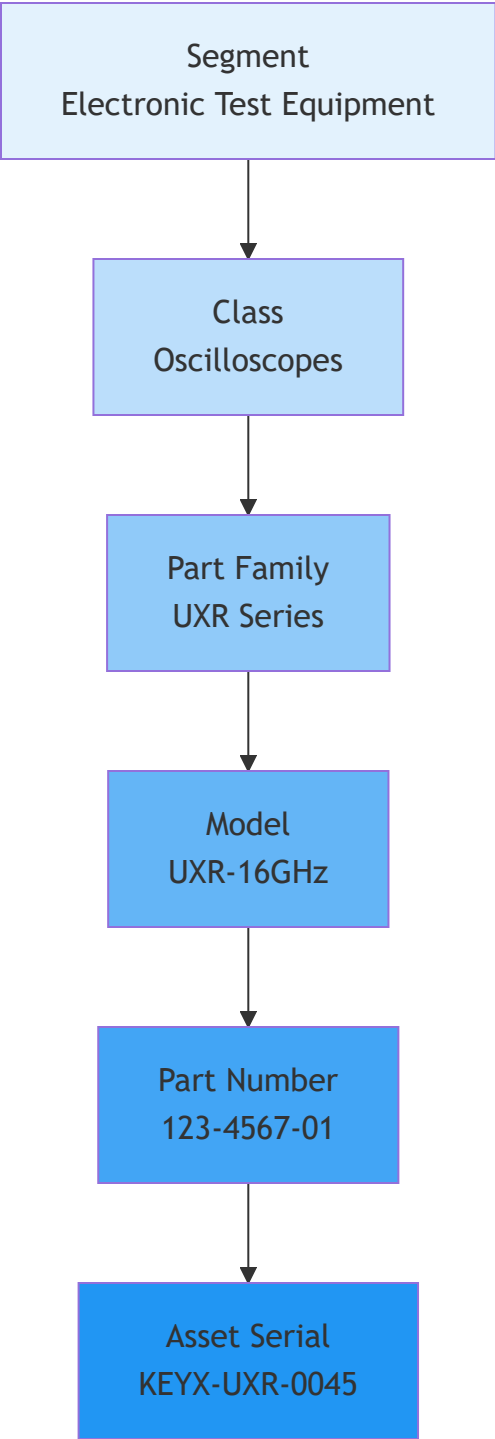 Segment
Electronic Test Equipment
Class
Oscilloscopes
Part Family
UXR Series
Model
UXR-16GHz
Part Number
123-4567-01
Asset Serial
KEYX-UXR-0045